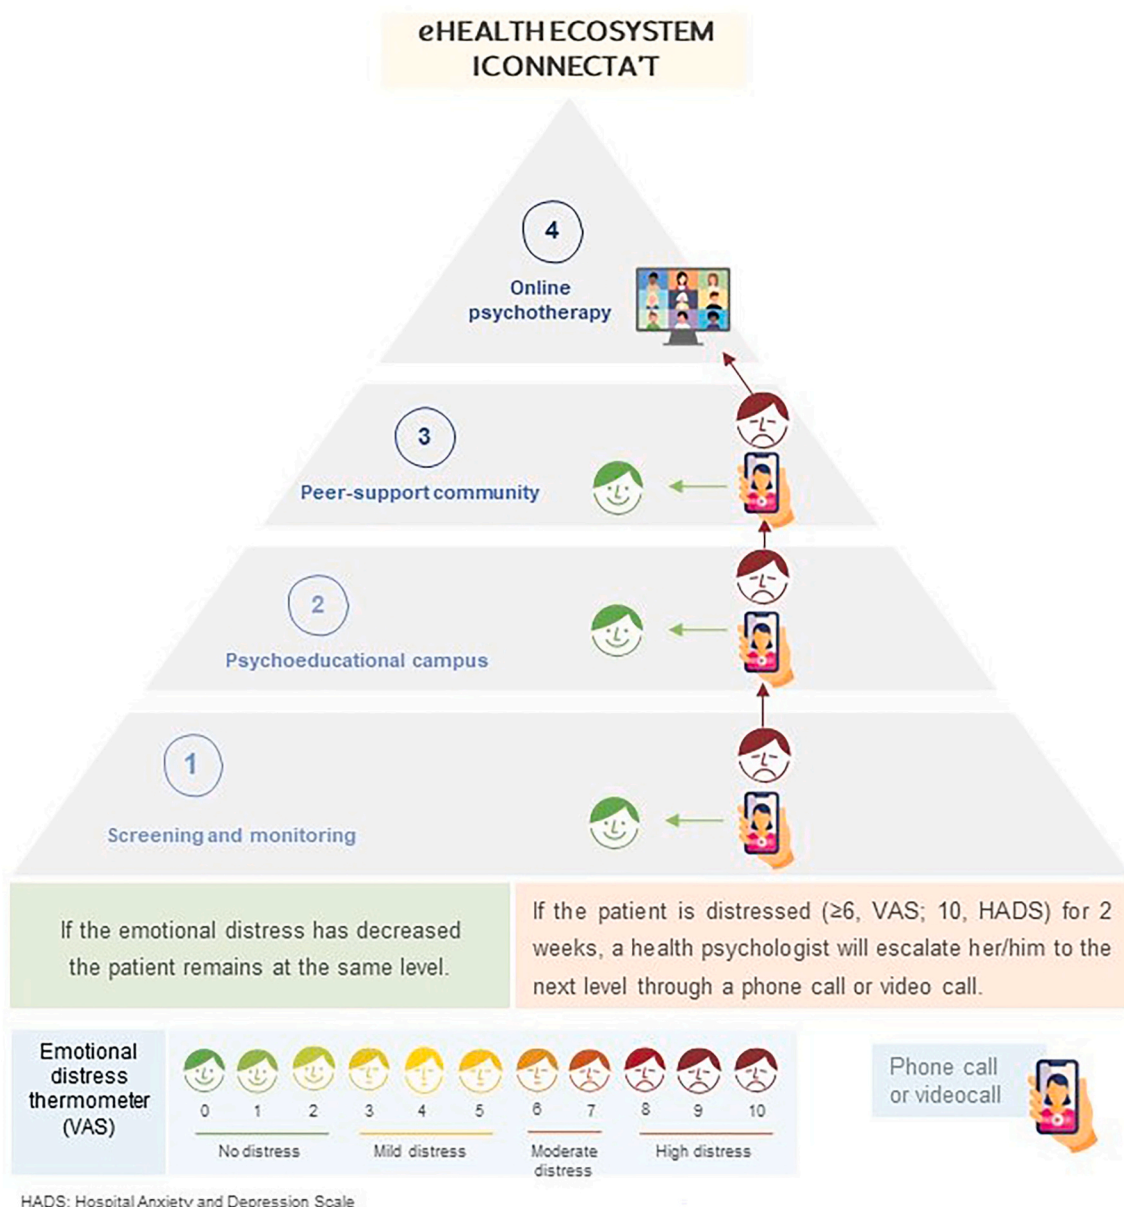 eHEALTH ECOSYSTEM
ICONNECTA'T
4
Online
psychotherapy
3
Peer-support community
2
Psychoeducational campus
1
Screening and monitoring
If the emotional distress has decreased
the patient remains at the same level.
If the patient is distressed (≥6, VAS; 10, HADS) for 2
weeks, a health psychologist will escalate her/him to the
next level through a phone call or video call.
Emotional
distress
thermometer
(VAS)
0 1 2 3 4 5 6 7 8 9 10
No distress
Mild distress
Moderate
distress
High distress
Phone call
or videocall
HADS: Hospital Anxiety and Depression Scale